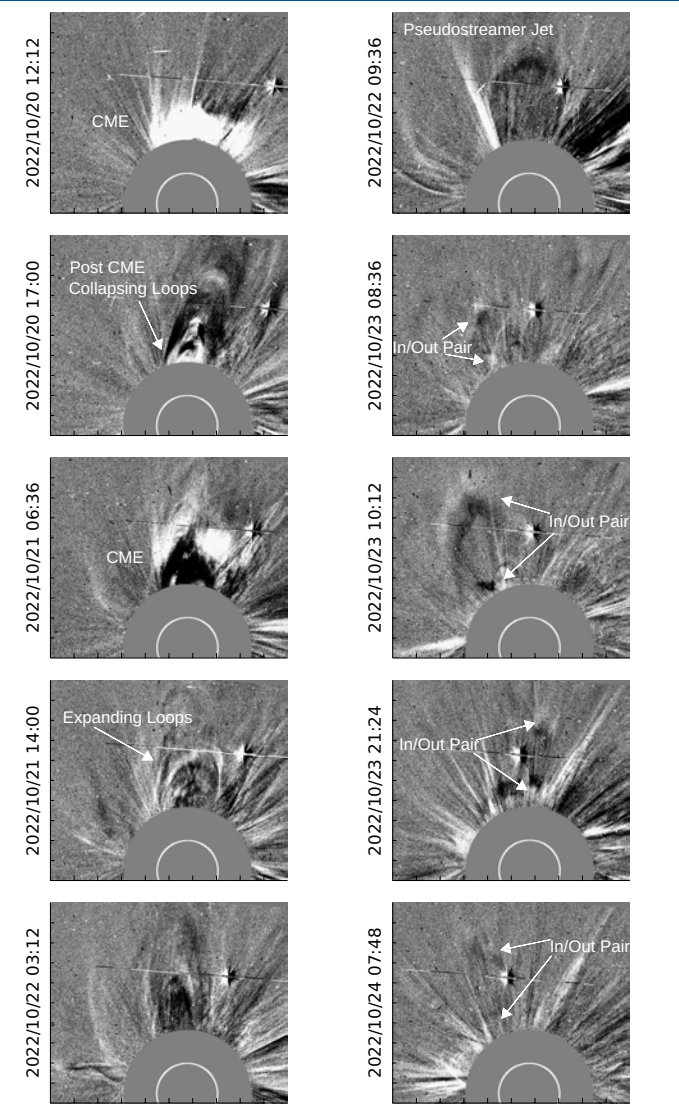 2022/10/20 12:12
CME
2022/10/20 17:00
Post CME
Collapsing Loops
2022/10/21 06:36
CME
2022/10/21 14:00
Expanding Loops
2022/10/22 03:12
2022/10/22 09:36
Pseudostreamer Jet
2022/10/23 08:36
In/Out Pair
2022/10/23 10:12
In/Out Pair
2022/10/23 21:24
In/Out Pair
2022/10/24 07:48
In/Out Pair